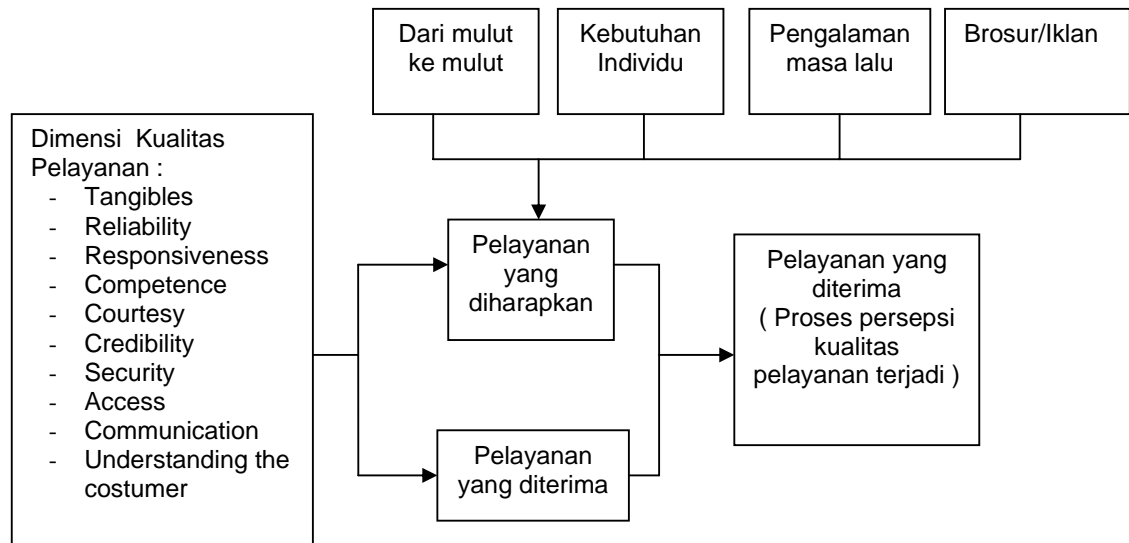 Dari mulut
ke mulut
Kebutuhan
Individu
Pengalaman
masa lalu
Brosur/Iklan
Dimensi Kualitas
Pelayanan :
- Tangibles
- Reliability
- Responsiveness
- Competence
- Courtesy
- Credibility
- Security
- Access
- Communication
- Understanding the
costumer
Pelayanan
yang
diharapkan
Pelayanan
yang diterima
Pelayanan yang
diterima
( Proses persepsi
kualitas
pelayanan terjadi )